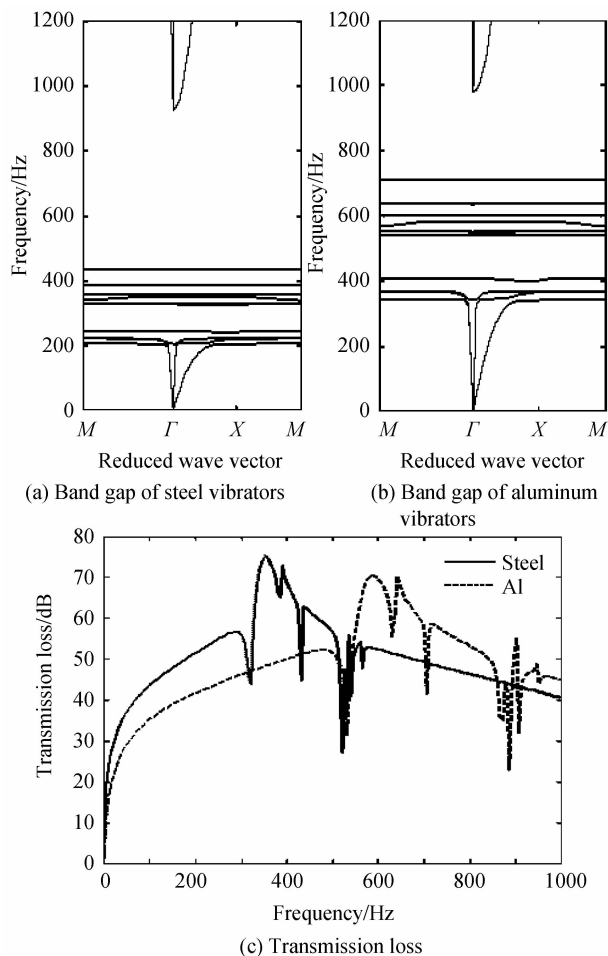 1200
1000
800
600
400
200
0
Frequency/Hz
M Γ X M
Reduced wave vector
(a) Band gap of steel vibrators
1200
1000
800
600
400
200
0
Frequency/Hz
M Γ X M
Reduced wave vector
(b) Band gap of aluminum
vibrators
80
70
60
50
40
30
20
10
0
Transmission loss/dB
Steel
Al
0 200 400 600 800 1000
Frequency/Hz
(c) Transmission loss